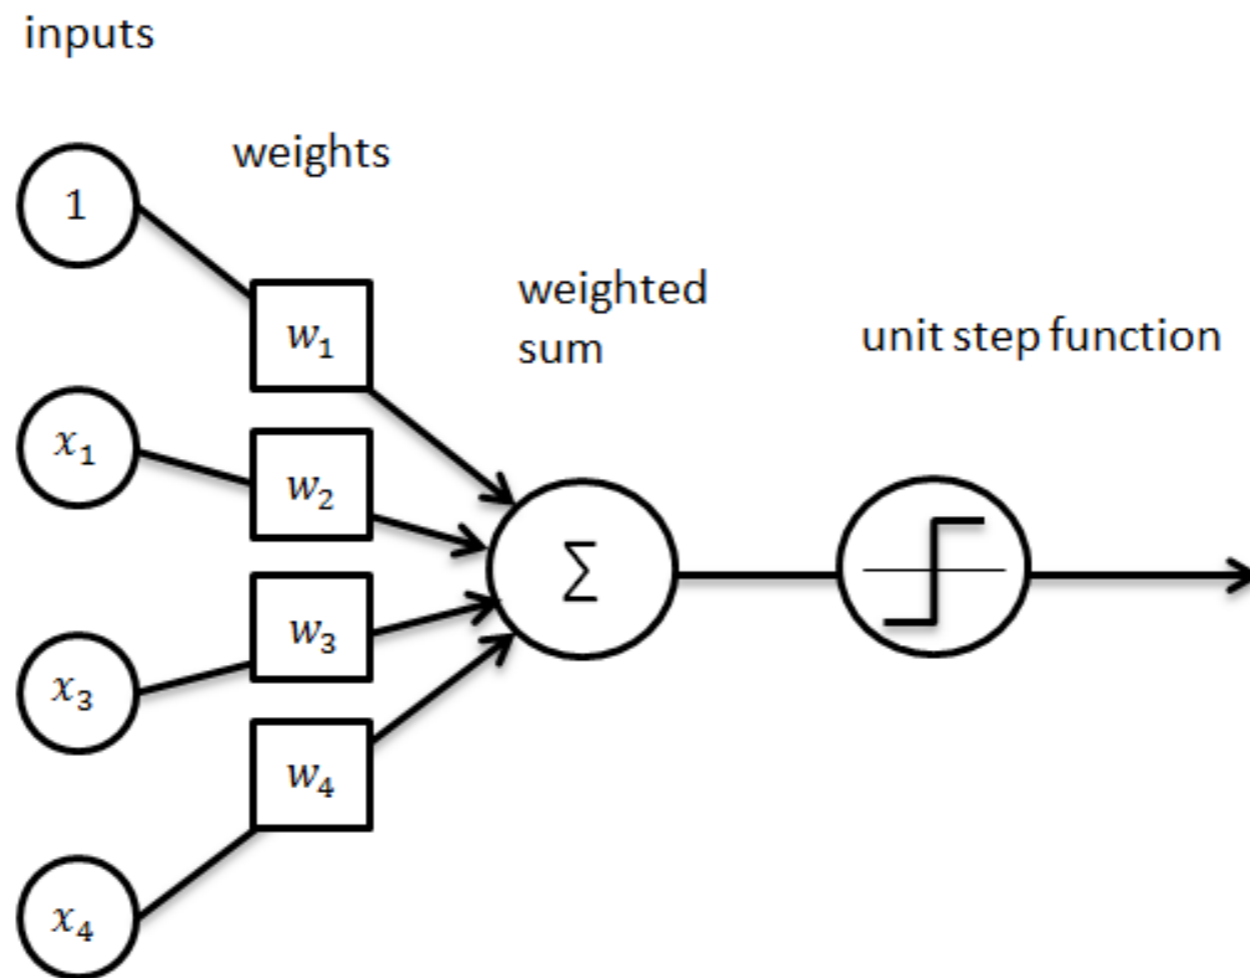 inputs
weights
1
weighted
sum
unit step function
w₁
x₁
w₂
∑
w₃
x₃
w₄
x₄